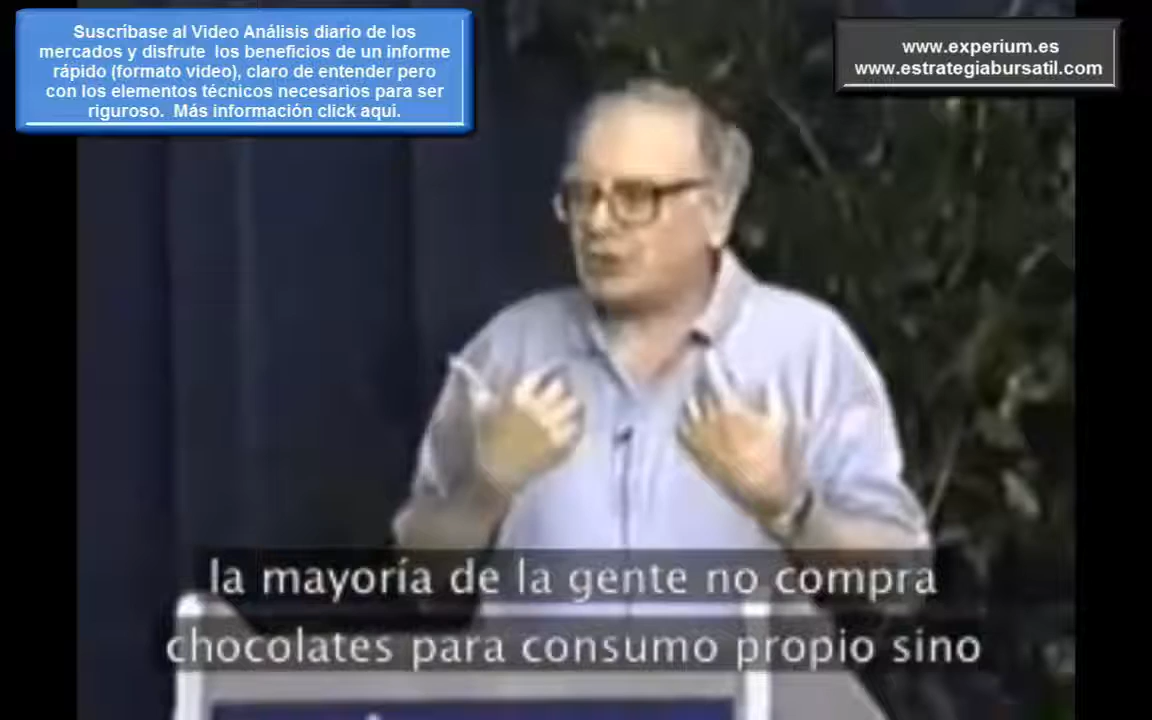 Suscríbase al Video Análisis diario de los
mercados y disfrute los beneficios de un informe
rápido (formato video), claro de entender pero
con los elementos técnicos necesarios para ser
riguroso. Más información click aqui.
www.experium.es
www.estrategiabursatil.com
la mayoría de la gente no compra
chocolates para consumo propio sino